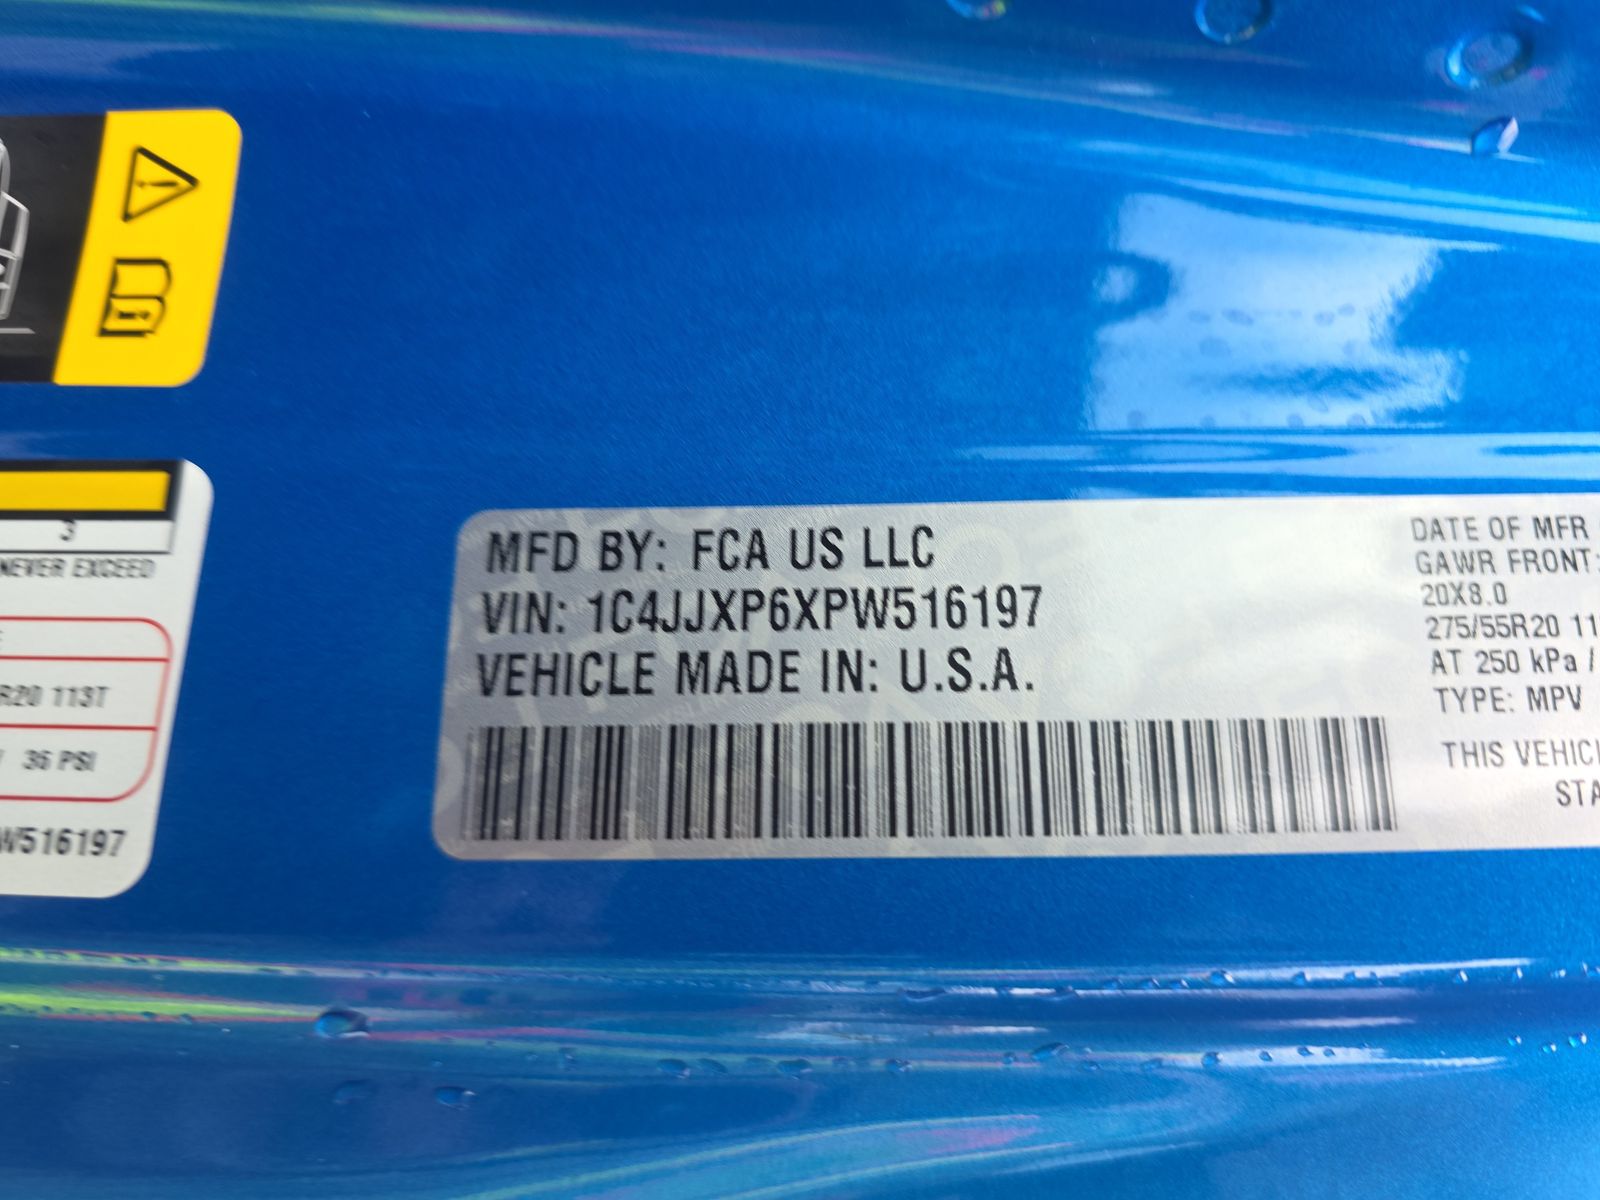 3
NEVER EXCEED
R20 113T
36 PSI
W516197
MFD BY: FCA US LLC
VIN: 1C4JJXP6XPW516197
VEHICLE MADE IN: U.S.A.
DATE OF MFR
GAWR FRONT:
20X8.0
275/55R20 11
AT 250 kPa /
TYPE: MPV
THIS VEHIC
STA